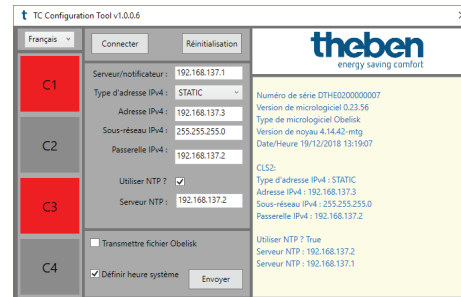 TC Configuration Tool v1.0.0.6
Français
C1
C2
C3
C4
Connecter
Réinitialisation
Serveur/notificateur : 192.168.137.1
Type d'adresse IPv4 : STATIC
Adresse IPv4 : 192.168.137.3
Sous-réseau IPv4 : 255.255.255.0
Passerelle IPv4 : 192.168.137.2
Utiliser NTP ?
Serveur NTP : 192.168.137.2
Transmettre fichier Obelisk
Définir heure système
Envoyer
theben
energy saving comfort
Numéro de série DTHE0200000007
Version de micrologiciel 0.23.56
Type de micrologiciel Obelisk
Version de noyau 4.14.42-mtg
Date/Heure 19/12/2018 13:19:07
CLS2:
Type d'adresse IPv4 : STATIC
Adresse IPv4 : 192.168.137.3
Sous-réseau IPv4 : 255.255.255.0
Passerelle IPv4 : 192.168.137.2
Utiliser NTP ? True
Serveur NTP : 192.168.137.2
Serveur NTP : 192.168.137.1